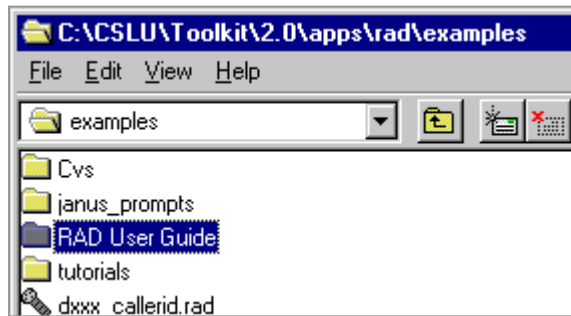 C:\CSLU\Toolkit\2.0\apps\rad\examples
File Edit View Help
examples
Cvs
janus_prompts
RAD User Guide
tutorials
dxxx_callerid.rad